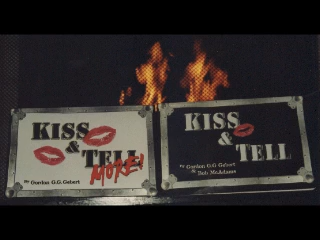 KISS
&
TELL
MORE!
By Gordon G.G. Gebert
KISS
&
TELL
By Gordon G.G. Gebert
& Bob McAdams